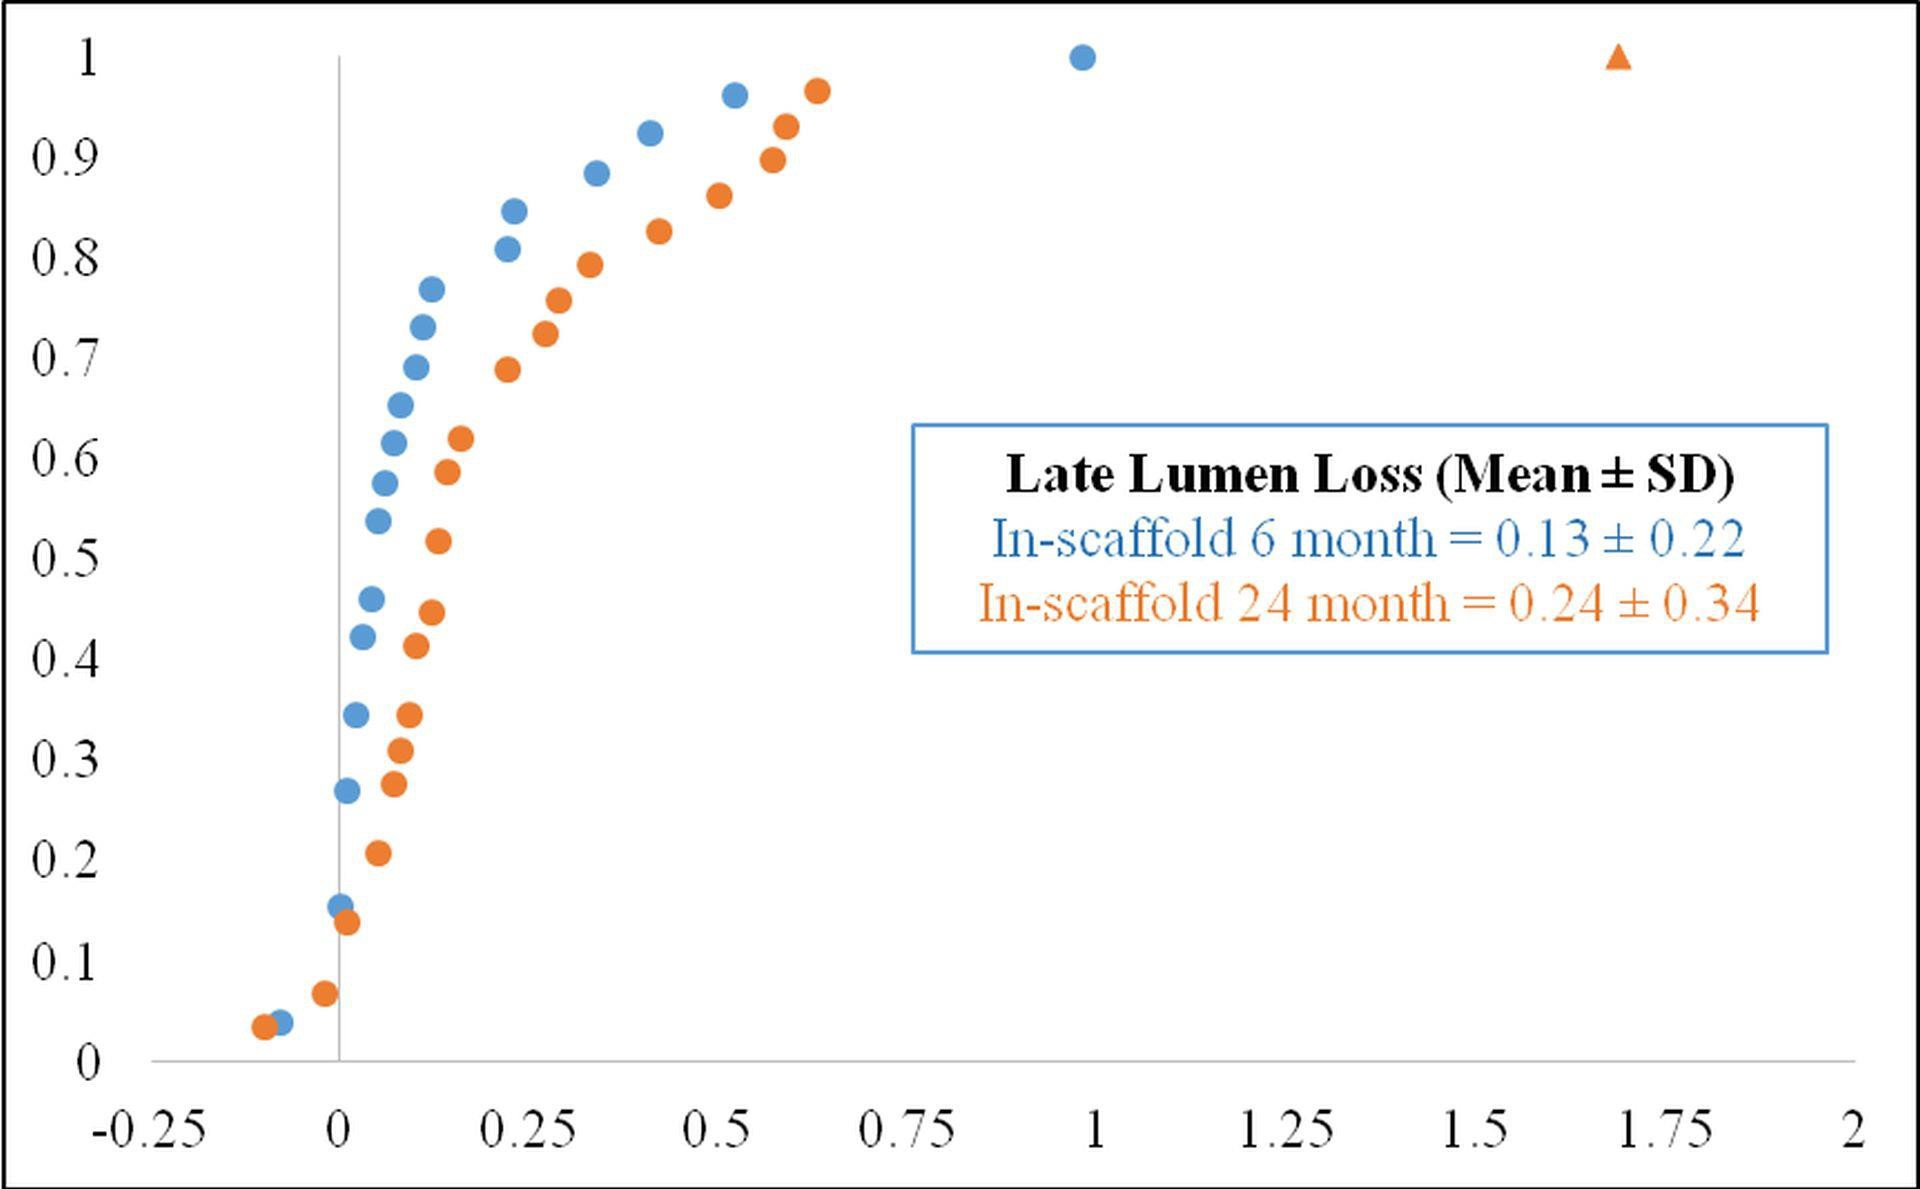 1
0.9
0.8
0.7
0.6
0.5
0.4
0.3
0.2
0.1
0
Late Lumen Loss (Mean ± SD)
In-scaffold 6 month = 0.13 ± 0.22
In-scaffold 24 month = 0.24 ± 0.34
-0.25 0 0.25 0.5 0.75 1 1.25 1.5 1.75 2